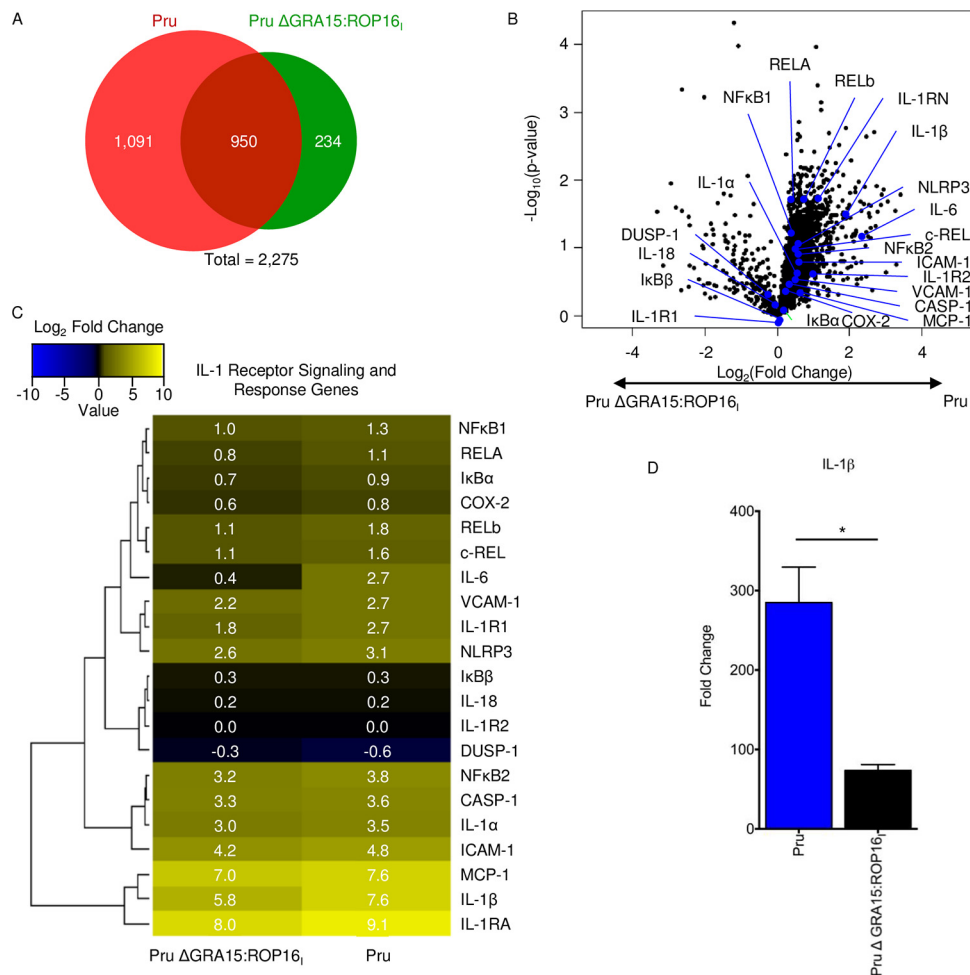 A
Pru
Pru ΔGRA15:ROP16I
1,091
950
234
Total = 2,275
B
-Log10(p-value)
4
3
2
1
0
RELA
RELb
NFκB1
IL-1RN
IL-1β
IL-1α
NLRP3
IL-6
DUSP-1
c-REL
IL-18
NFκB2
ICAM-1
IκBβ
IL-1R2
VCAM-1
CASP-1
IL-1R1
IκBα
COX-2
MCP-1
-4
-2
0
2
4
Log2(Fold Change)
Pru ΔGRA15:ROP16I
Pru
C
Log2 Fold Change
-10 -5 0 5 10
Value
IL-1 Receptor Signaling and
Response Genes
1.0 1.3 NFκB1
0.8 1.1 RELA
0.7 0.9 IκBα
0.6 0.8 COX-2
1.1 1.8 RELb
1.1 1.6 c-REL
0.4 2.7 IL-6
2.2 2.7 VCAM-1
1.8 2.7 IL-1R1
2.6 3.1 NLRP3
0.3 0.3 IκBβ
0.2 0.2 IL-18
0.0 0.0 IL-1R2
-0.3 -0.6 DUSP-1
3.2 3.8 NFκB2
3.3 3.6 CASP-1
3.0 3.5 IL-1α
4.2 4.8 ICAM-1
7.0 7.6 MCP-1
5.8 7.6 IL-1β
8.0 9.1 IL-1RA
Pru ΔGRA15:ROP16I Pru
D
IL-1β
Fold Change
400
300
200
100
0
*
Pru
Pru Δ GRA15:ROP16I